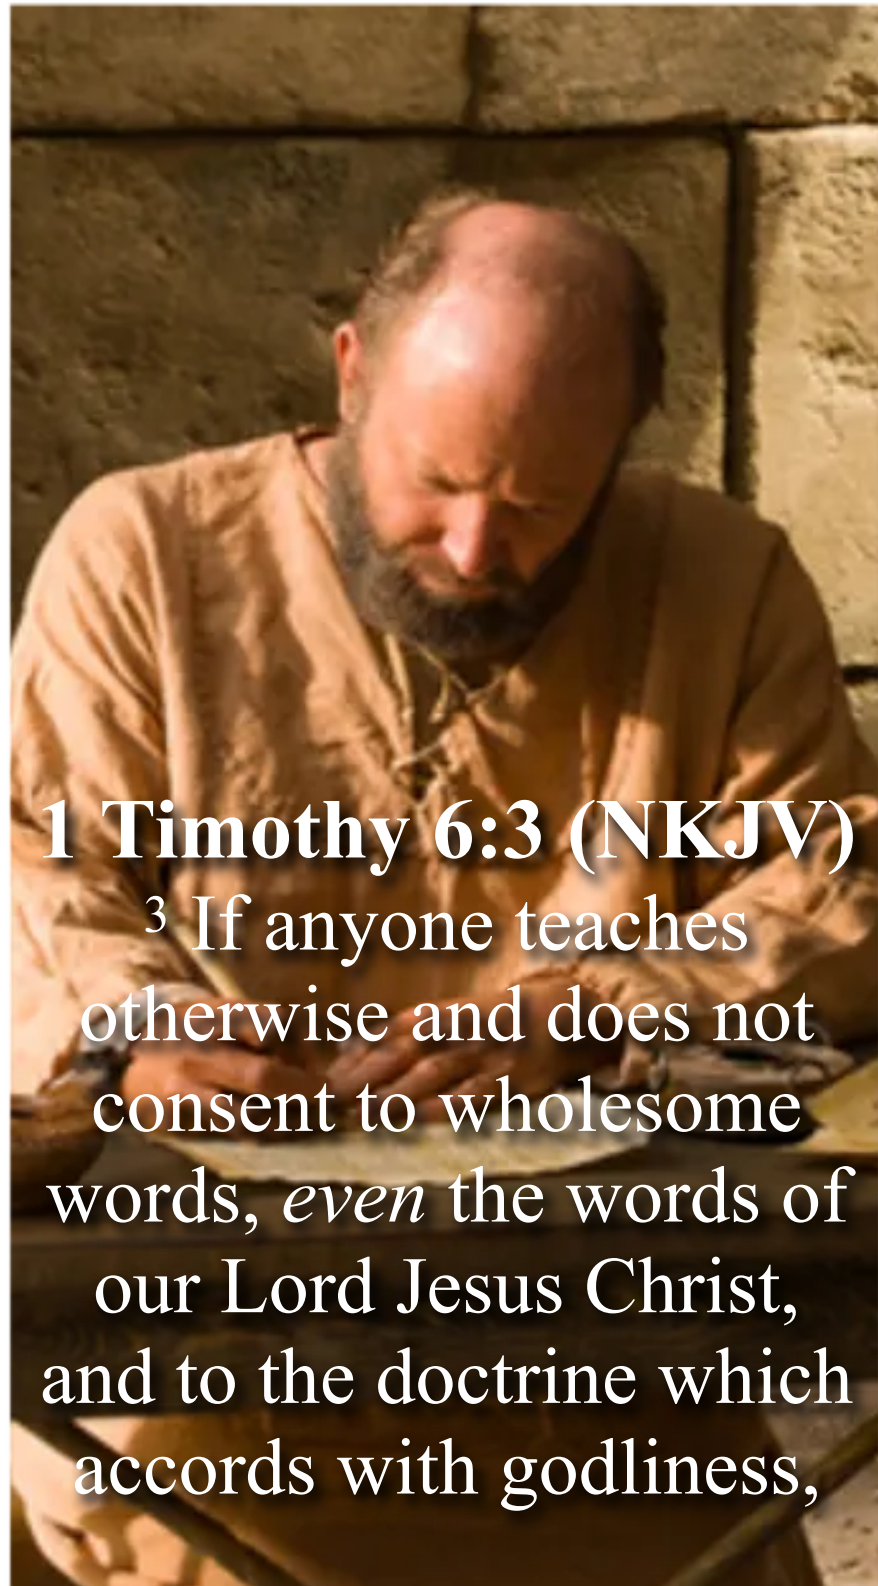 1 Timothy 6:3 (NKJV)
³ If anyone teaches
otherwise and does not
consent to wholesome
words, even the words of
our Lord Jesus Christ,
and to the doctrine which
accords with godliness,